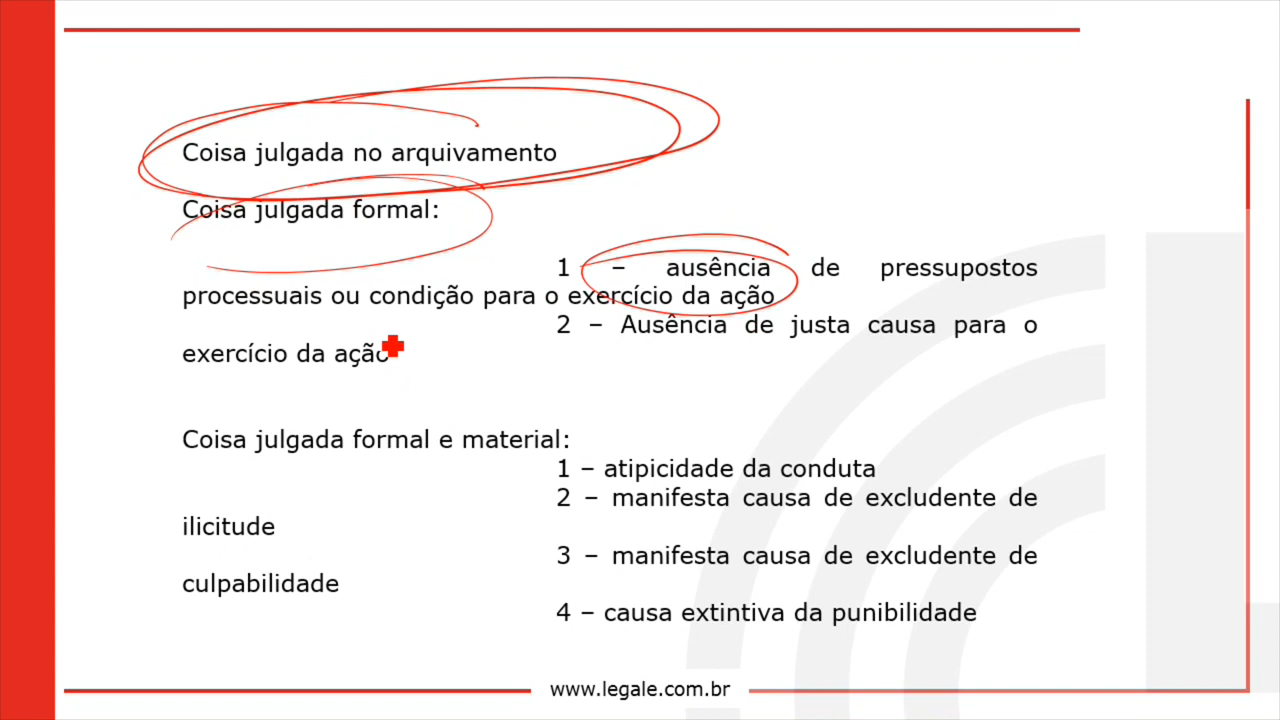 Coisa julgada no arquivamento
Coisa julgada formal:
1 – ausência de pressupostos
processuais ou condição para o exercício da ação
2 – Ausência de justa causa para o
exercício da ação
Coisa julgada formal e material:
1 – atipicidade da conduta
2 – manifesta causa de excludente de
ilicitude
3 – manifesta causa de excludente de
culpabilidade
4 – causa extintiva da punibilidade
www.legale.com.br